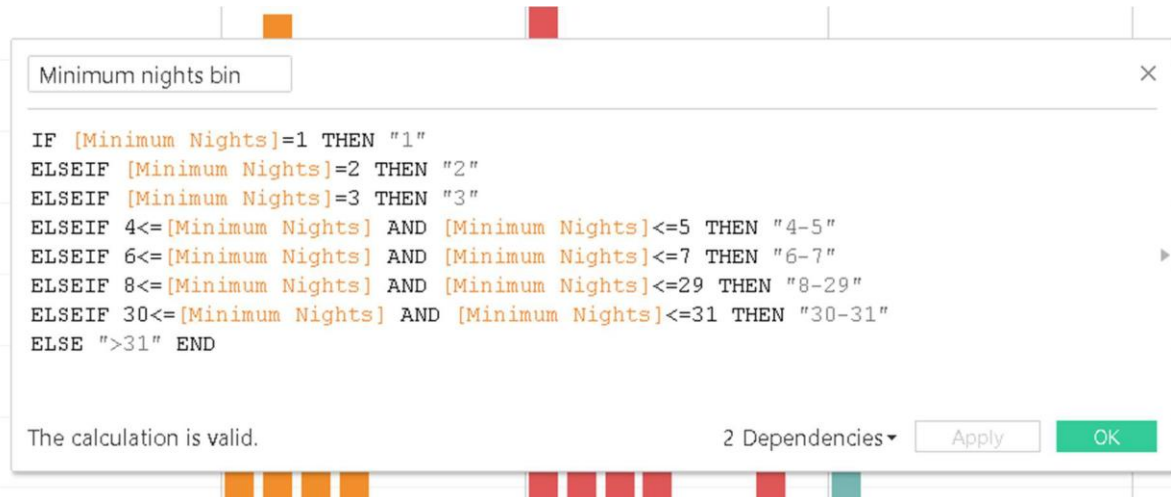 Minimum nights bin
IF [Minimum Nights]=1 THEN "1"
ELSEIF [Minimum Nights]=2 THEN "2"
ELSEIF [Minimum Nights]=3 THEN "3"
ELSEIF 4<=[Minimum Nights] AND [Minimum Nights]<=5 THEN "4-5"
ELSEIF 6<=[Minimum Nights] AND [Minimum Nights]<=7 THEN "6-7"
ELSEIF 8<=[Minimum Nights] AND [Minimum Nights]<=29 THEN "8-29"
ELSEIF 30<=[Minimum Nights] AND [Minimum Nights]<=31 THEN "30-31"
ELSE ">31" END
The calculation is valid. 2 Dependencies Apply OK